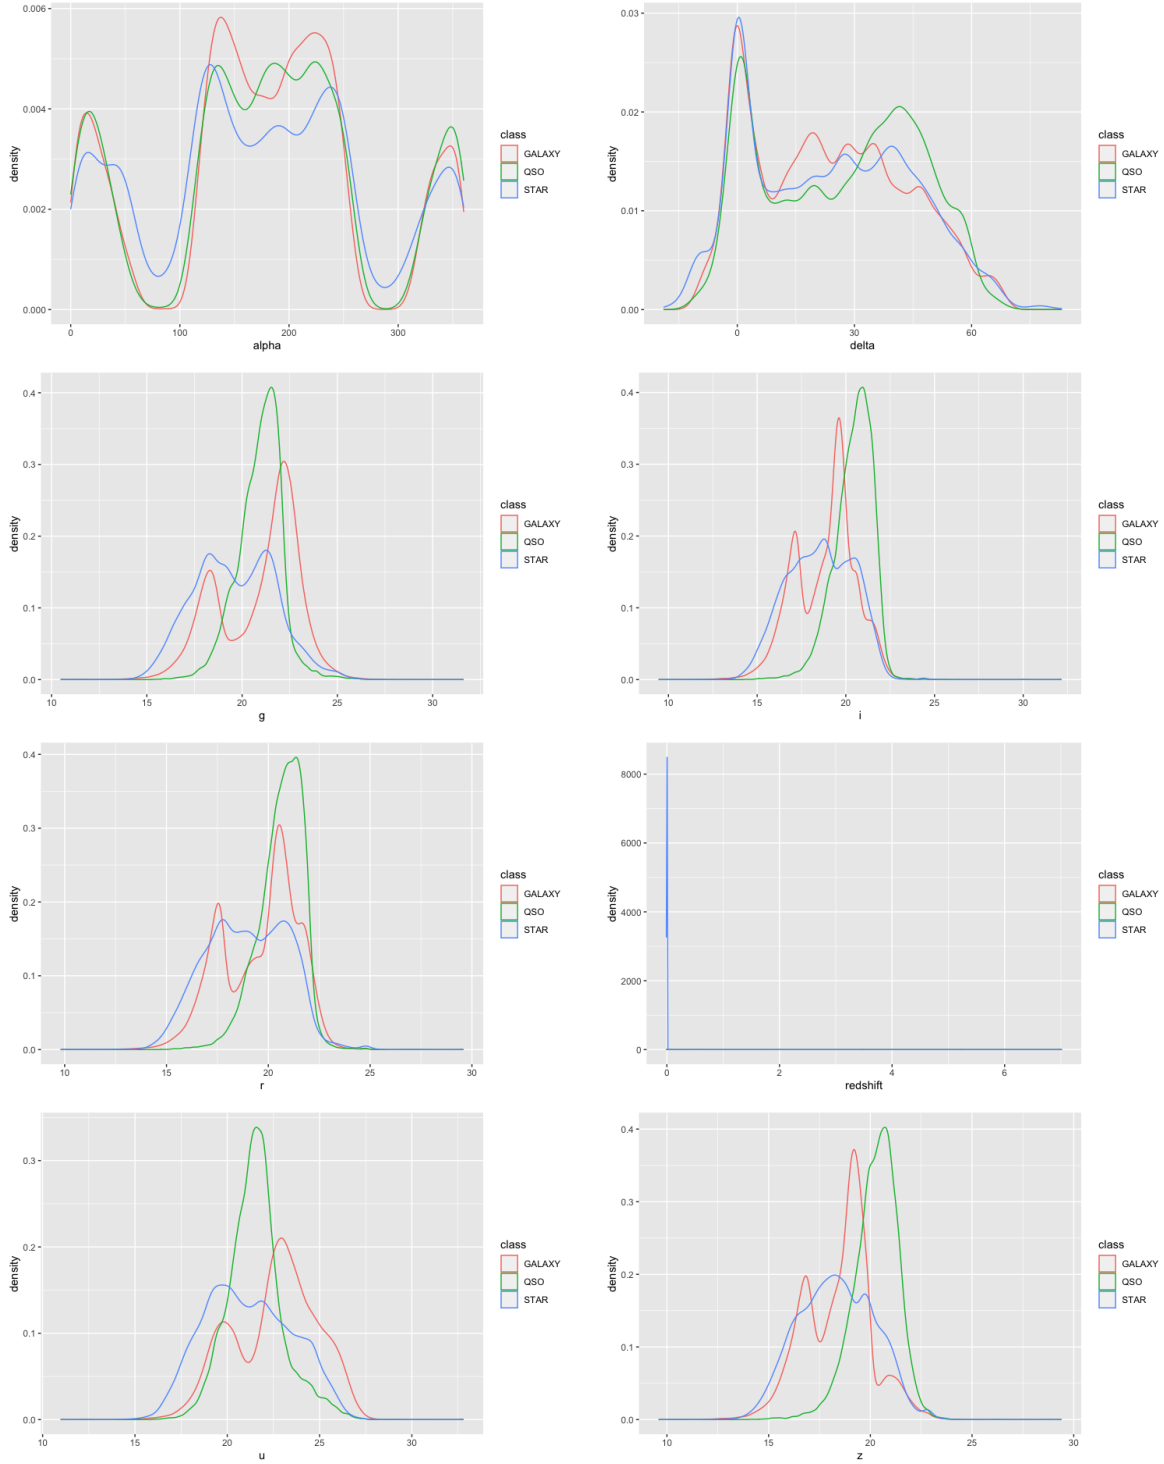 0.006
0.004
0.002
0.000
density
0 100 200 300
alpha
class
GALAXY
QSO
STAR
0.03
0.02
0.01
0.00
density
0 30 60
delta
class
GALAXY
QSO
STAR
0.4
0.3
0.2
0.1
0.0
density
10 15 20 25 30
g
class
GALAXY
QSO
STAR
0.4
0.3
0.2
0.1
0.0
density
10 15 20 25 30
i
class
GALAXY
QSO
STAR
0.4
0.3
0.2
0.1
0.0
density
10 15 20 25 30
r
class
GALAXY
QSO
STAR
8000
6000
4000
2000
0
density
0 2 4 6
redshift
class
GALAXY
QSO
STAR
0.3
0.2
0.1
0.0
density
10 15 20 25 30
u
class
GALAXY
QSO
STAR
0.4
0.3
0.2
0.1
0.0
density
10 15 20 25 30
z
class
GALAXY
QSO
STAR